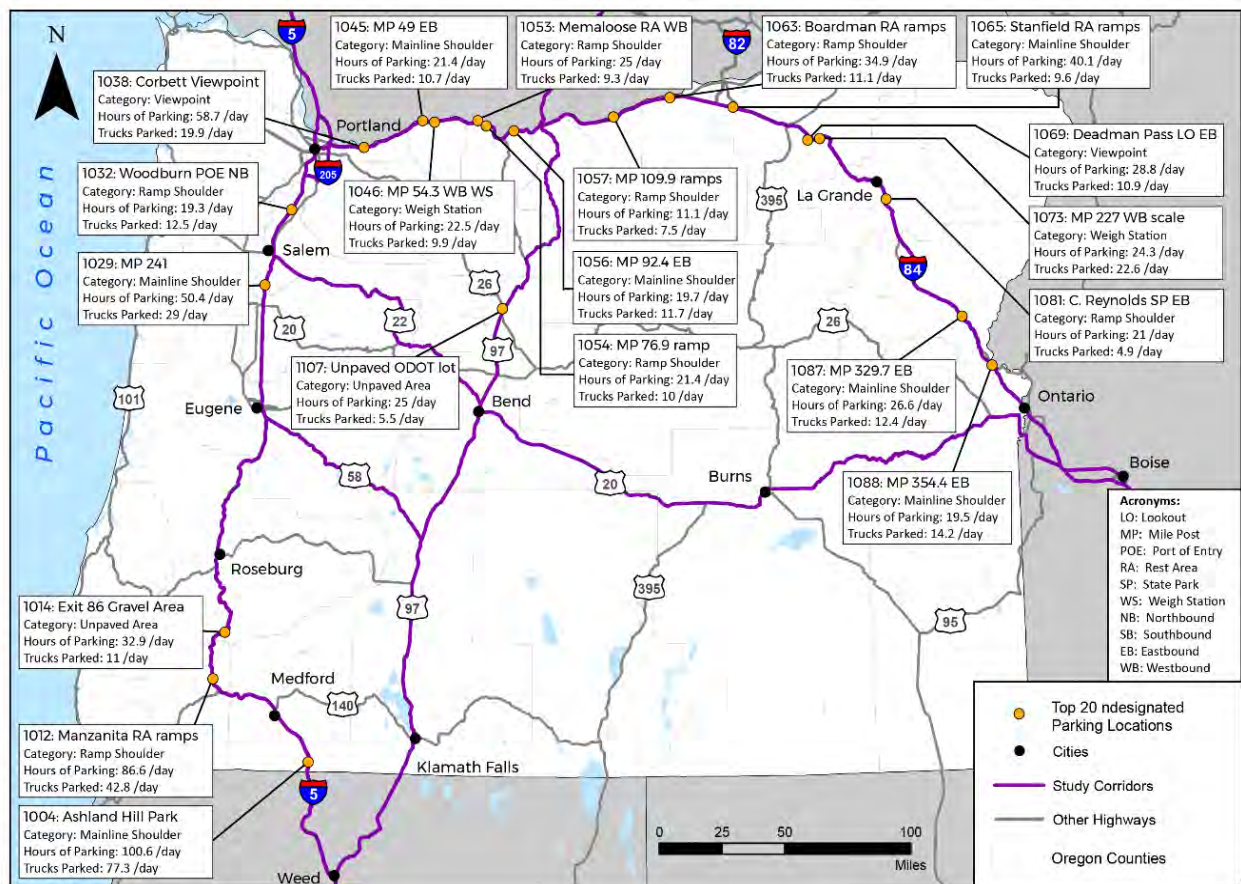 1045: MP 49 EB
Category: Mainline Shoulder
Hours of Parking: 21.4 /day
Trucks Parked: 10.7 /day
1053: Memaloose RA WB
Category: Ramp Shoulder
Hours of Parking: 25 /day
Trucks Parked: 9.3 /day
1063: Boardman RA ramps
Category: Ramp Shoulder
Hours of Parking: 34.9 /day
Trucks Parked: 11.1 /day
1065: Stanfield RA ramps
Category: Mainline Shoulder
Hours of Parking: 40.1 /day
Trucks Parked: 9.6 /day
N
5
82
1038: Corbett Viewpoint
Category: Viewpoint
Hours of Parking: 58.7 /day
Trucks Parked: 19.9 /day
Portland
205
1032: Woodburn POE NB
Category: Ramp Shoulder
Hours of Parking: 19.3 /day
Trucks Parked: 12.5 /day
1046: MP 54.3 WB WS
Category: Weigh Station
Hours of Parking: 22.5 /day
Trucks Parked: 9.9 /day
1057: MP 109.9 ramps
Category: Ramp Shoulder
Hours of Parking: 11.1 /day
Trucks Parked: 7.5 /day
395
La Grande
1069: Deadman Pass LO EB
Category: Viewpoint
Hours of Parking: 28.8 /day
Trucks Parked: 10.9 /day
1073: MP 227 WB scale
Category: Weigh Station
Hours of Parking: 24.3 /day
Trucks Parked: 22.6 /day
84
Salem
1029: MP 241
Category: Mainline Shoulder
Hours of Parking: 50.4 /day
Trucks Parked: 29 /day
1056: MP 92.4 EB
Category: Mainline Shoulder
Hours of Parking: 19.7 /day
Trucks Parked: 11.7 /day
1081: C. Reynolds SP EB
Category: Ramp Shoulder
Hours of Parking: 21 /day
Trucks Parked: 4.9 /day
26
20
22
97
26
1054: MP 76.9 ramp
Category: Ramp Shoulder
Hours of Parking: 21.4 /day
Trucks Parked: 10 /day
1107: Unpaved ODOT lot
Category: Unpaved Area
Hours of Parking: 25 /day
Trucks Parked: 5.5 /day
1087: MP 329.7 EB
Category: Mainline Shoulder
Hours of Parking: 26.6 /day
Trucks Parked: 12.4 /day
Pacific Ocean
101
Eugene
Bend
Ontario
Boise
58
20
Burns
1088: MP 354.4 EB
Category: Mainline Shoulder
Hours of Parking: 19.5 /day
Trucks Parked: 14.2 /day
Acronyms:
LO: Lookout
MP: Mile Post
POE: Port of Entry
RA: Rest Area
SP: State Park
WS: Weigh Station
NB: Northbound
SB: Southbound
EB: Eastbound
WB: Westbound
Roseburg
97
395
95
1014: Exit 86 Gravel Area
Category: Unpaved Area
Hours of Parking: 32.9 /day
Trucks Parked: 11 /day
Medford
140
Klamath Falls
1012: Manzanita RA ramps
Category: Ramp Shoulder
Hours of Parking: 86.6 /day
Trucks Parked: 42.8 /day
5
1004: Ashland Hill Park
Category: Mainline Shoulder
Hours of Parking: 100.6 /day
Trucks Parked: 77.3 /day
Weed
Top 20 ndesignated
Parking Locations
Cities
Study Corridors
Other Highways
Oregon Counties
0 25 50 100
Miles